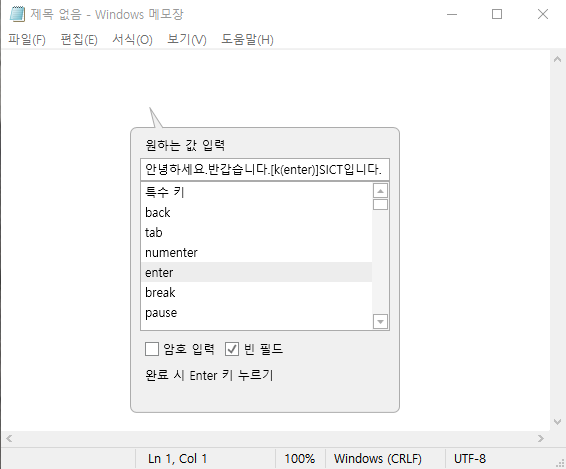 제목 없음 - Windows 메모장
파일(F) 편집(E) 서식(O) 보기(V) 도움말(H)
원하는 값 입력
안녕하세요.반갑습니다.[k(enter)]SICT입니다.
특수 키
back
tab
numenter
enter
break
pause
암호 입력 빈 필드
완료 시 Enter 키 누르기
Ln 1, Col 1 100% Windows (CRLF) UTF-8